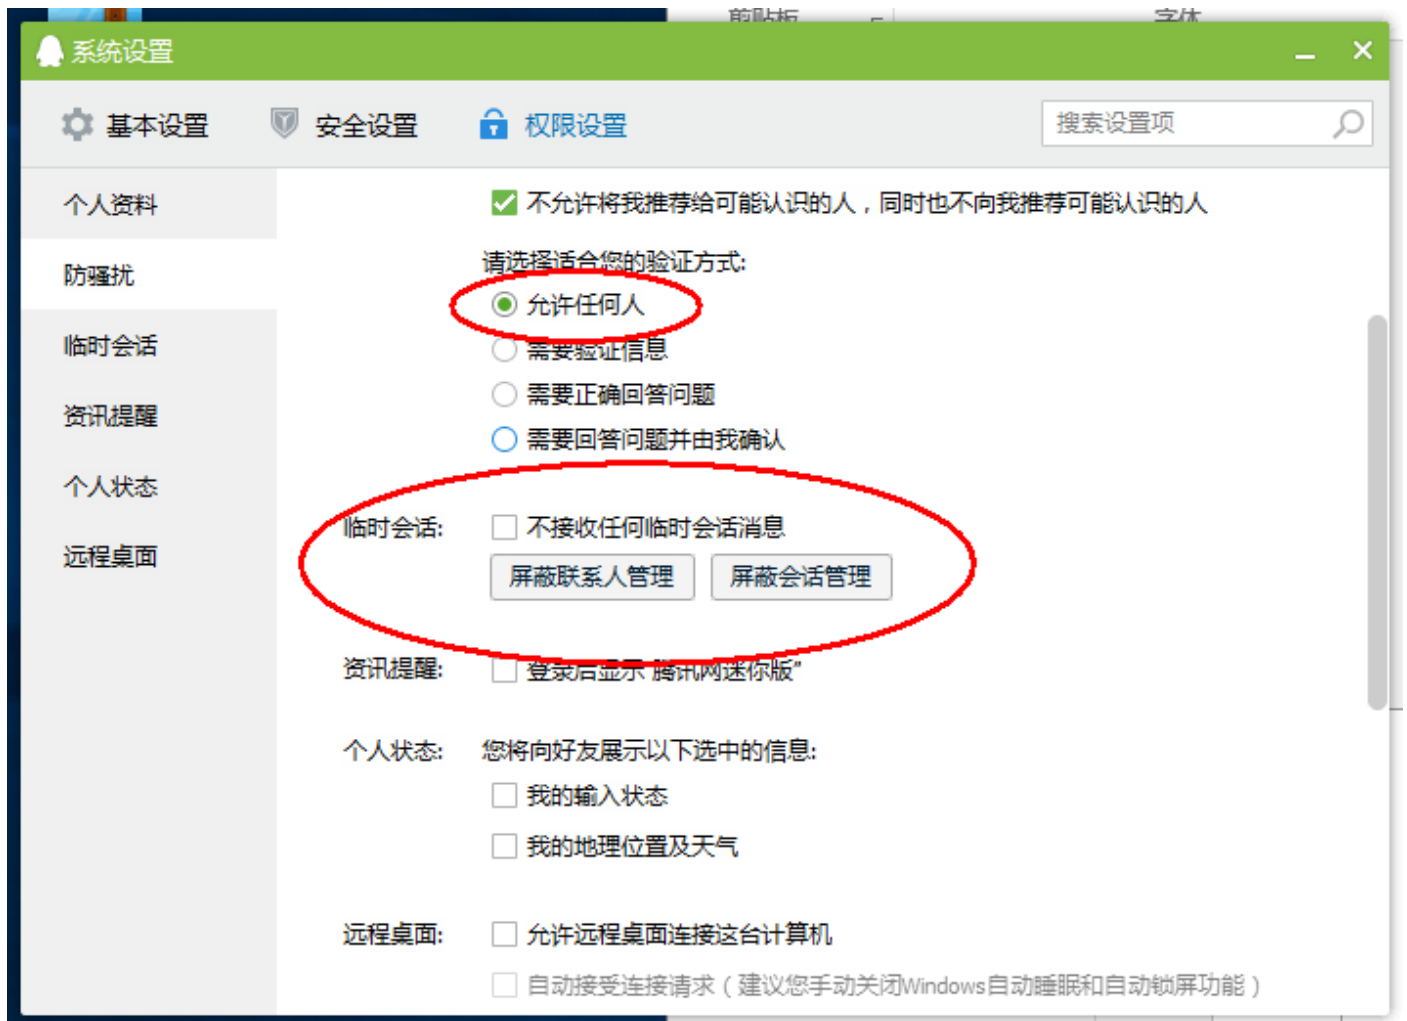 剪贴板
字体
系统设置
基本设置 安全设置 权限设置 搜索设置项
个人资料
防骚扰
临时会话
资讯提醒
个人状态
远程桌面
不允许将我推荐给可能认识的人，同时也不向我推荐可能认识的人
请选择适合您的验证方式:
允许任何人
需要验证信息
需要正确回答问题
需要回答问题并由我确认
临时会话: 不接收任何临时会话消息
屏蔽联系人管理 屏蔽会话管理
资讯提醒: 登录后显示"腾讯网迷你版"
个人状态: 您将向好友展示以下选中的信息:
我的输入状态
我的地理位置及天气
远程桌面: 允许远程桌面连接这台计算机
自动接受连接请求（建议您手动关闭Windows自动睡眠和自动锁屏功能）